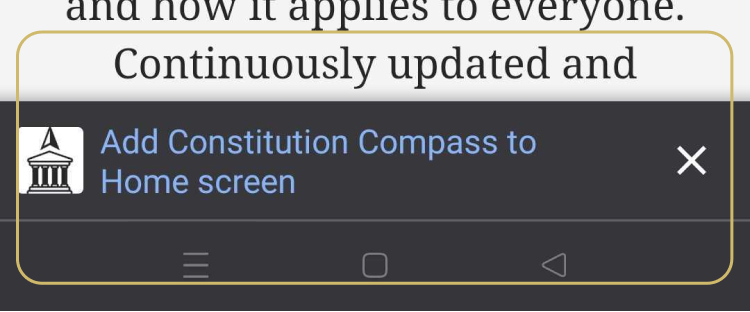 and how it applies to everyone.
Continuously updated and
Add Constitution Compass to
Home screen